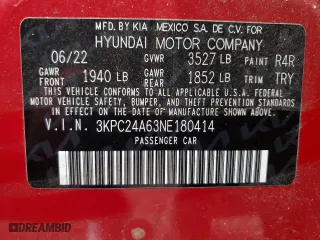 MFD BY KIA MEXICO S.A. DE C.V. FOR
HYUNDAI MOTOR COMPANY
06/22 GVWR 3527 LB PAINT R4R
GAWR FRONT 1940 LB GAWR REAR 1852 LB TRIM TRY
THIS VEHICLE CONFORMS TO ALL APPLICABLE U.S. FEDERAL
MOTOR VEHICLE SAFETY, BUMPER, AND THEFT PREVENTION
STANDARDS IN EFFECT ON THE DATE OF MANUFACTURE SHOWN ABOVE.
V.I.N. 3KPC24A63NE180414
PASSENGER CAR
DREAMBID